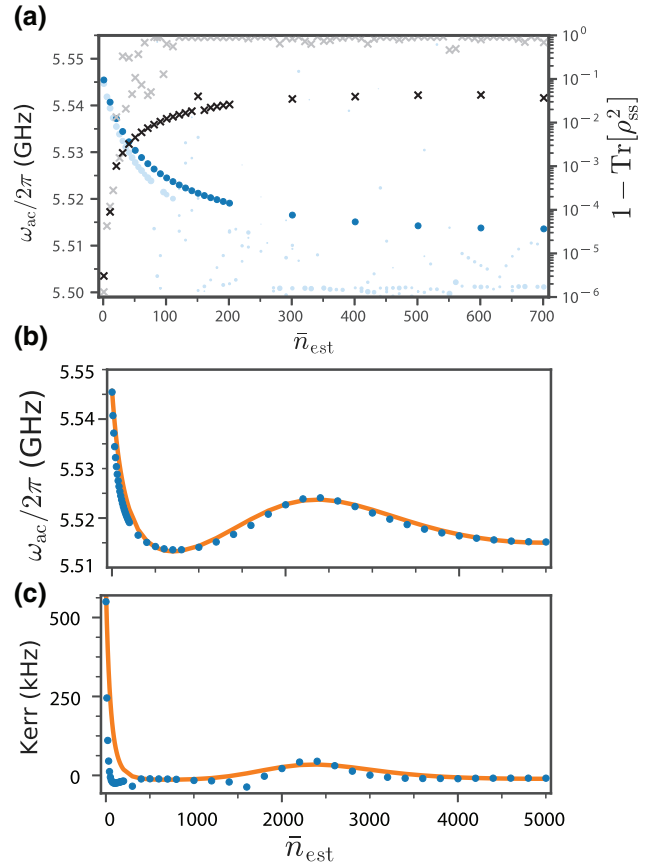 (a)
5.55
5.54
5.53
5.52
5.51
5.50
ω_ac/2π (GHz)
10^0
10^-1
10^-2
10^-3
10^-4
10^-5
10^-6
1 − Tr[ρ_ss^2]
0 100 200 300 400 500 600 700
n̄_est
(b)
5.55
5.54
5.53
5.52
5.51
ω_ac/2π (GHz)
(c)
500
250
0
Kerr (kHz)
0 1000 2000 3000 4000 5000
n̄_est